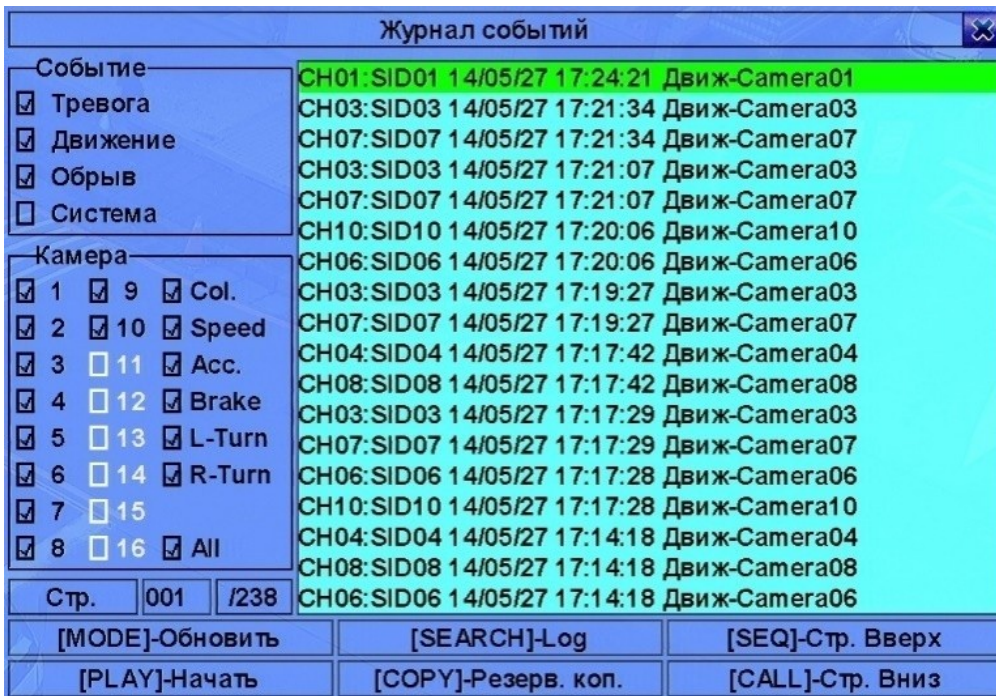 Журнал событий
Событие
Тревога
Движение
Обрыв
Система
Камера
1 9 Col.
2 10 Speed
3 11 Acc.
4 12 Brake
5 13 L-Turn
6 14 R-Turn
7 15
8 16 All
Стр. 001 /238
CH01:SID01 14/05/27 17:24:21 Движ-Camera01
CH03:SID03 14/05/27 17:21:34 Движ-Camera03
CH07:SID07 14/05/27 17:21:34 Движ-Camera07
CH03:SID03 14/05/27 17:21:07 Движ-Camera03
CH07:SID07 14/05/27 17:21:07 Движ-Camera07
CH10:SID10 14/05/27 17:20:06 Движ-Camera10
CH06:SID06 14/05/27 17:20:06 Движ-Camera06
CH03:SID03 14/05/27 17:19:27 Движ-Camera03
CH07:SID07 14/05/27 17:19:27 Движ-Camera07
CH04:SID04 14/05/27 17:17:42 Движ-Camera04
CH08:SID08 14/05/27 17:17:42 Движ-Camera08
CH03:SID03 14/05/27 17:17:29 Движ-Camera03
CH07:SID07 14/05/27 17:17:29 Движ-Camera07
CH06:SID06 14/05/27 17:17:28 Движ-Camera06
CH10:SID10 14/05/27 17:17:28 Движ-Camera10
CH04:SID04 14/05/27 17:14:18 Движ-Camera04
CH08:SID08 14/05/27 17:14:18 Движ-Camera08
CH06:SID06 14/05/27 17:14:18 Движ-Camera06
[MODE]-Обновить [SEARCH]-Log [SEQ]-Стр. Вверх
[PLAY]-Начать [COPY]-Резерв. коп. [CALL]-Стр. Вниз